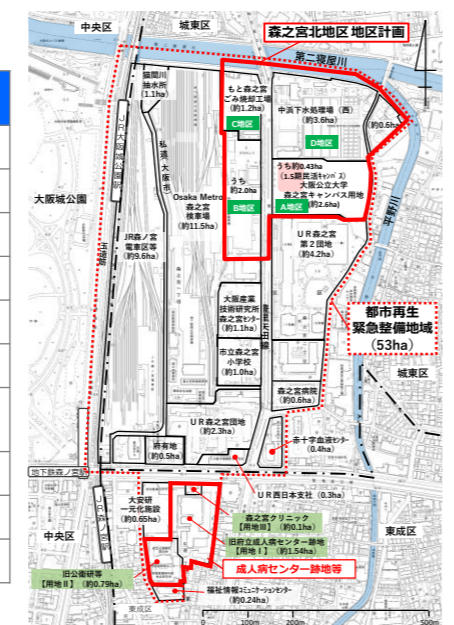 中央区
城東区
森之宮北地区 地区計画
第二寝屋川
猫間川
抽水所
(1.1ha)
もと森之宮
ごみ焼却工場
(約1.2ha)
C地区
中浜下水処理場(西)
(約3.6ha)
(約0.6ha)
D地区
JR大阪城公園駅
大阪城公園
うち約0.43ha
(1.5期民活キャンパス)
大阪公立大学
森之宮キャンパス用地
(約2.6ha)
A地区
うち
約2.0ha
B地区
Osaka Metro
森之宮
検車場
(約11.5ha)
平野川
JR森ノ宮
電車区等
(約9.6ha)
UR森之宮
第2団地
(約4.2ha)
大阪産業
技術研究所
森之宮センター
(約1.1ha)
都市再生
緊急整備地域
(53ha)
市立森之宮
小学校
(約1.0ha)
城東区
森之宮病院
(約0.6ha)
UR森之宮団地
(約2.3ha)
赤十字血液センター
(0.4ha)
府有地
(約0.5ha)
地下鉄森ノ宮駅
UR西日本支社(0.3ha)
大安研
一元化施設
(約0.65ha)
森之宮クリニック
【用地Ⅲ】(約0.1ha)
中央区
東成区
旧府立成人病センター跡地
【用地Ⅰ】(約1.54ha)
成人病センター跡地等
旧公衛研等
【用地Ⅱ】(約0.79ha)
福祉情報コミュニケーションセンター
(約0.24ha)
東成区
0 100m 200m 500m